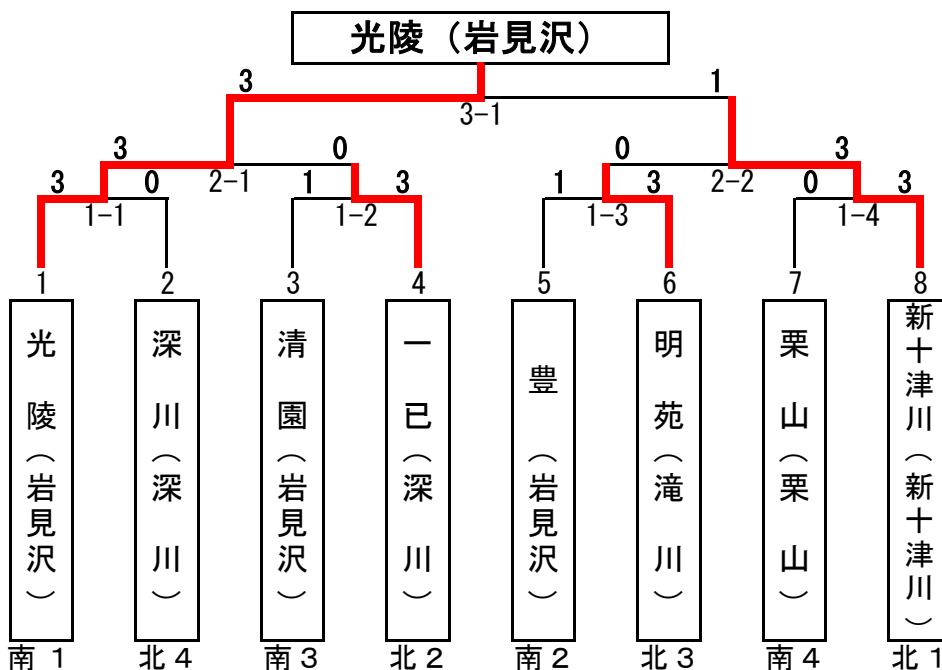 光陵（岩見沢）
3 1
3-1
3 0 0 3
2-1 2-2
3 0 1 3 1 3 0 3
1-1 1-2 1-3 1-4
1 2 3 4 5 6 7 8
光陵（岩見沢）
深川（深川）
清園（岩見沢）
一已（深川）
豊（岩見沢）
明苑（滝川）
栗山（栗山）
新十津川（新十津川）
南1 北4 南3 北2 南2 北3 南4 北1